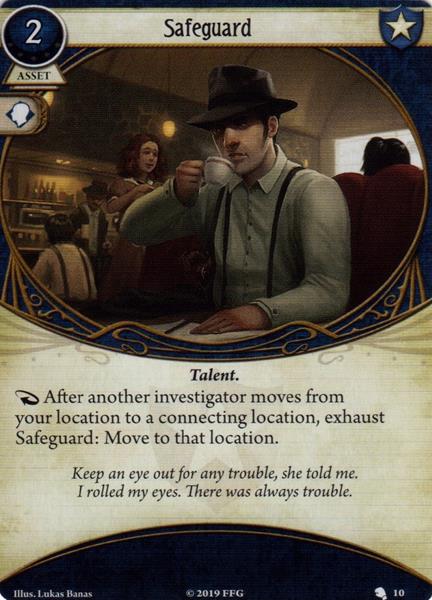 2
Safeguard
ASSET
Talent.
After another investigator moves from
your location to a connecting location, exhaust
Safeguard: Move to that location.
Keep an eye out for any trouble, she told me.
I rolled my eyes. There was always trouble.
Illus. Lukas Banas
© 2019 FFG
10